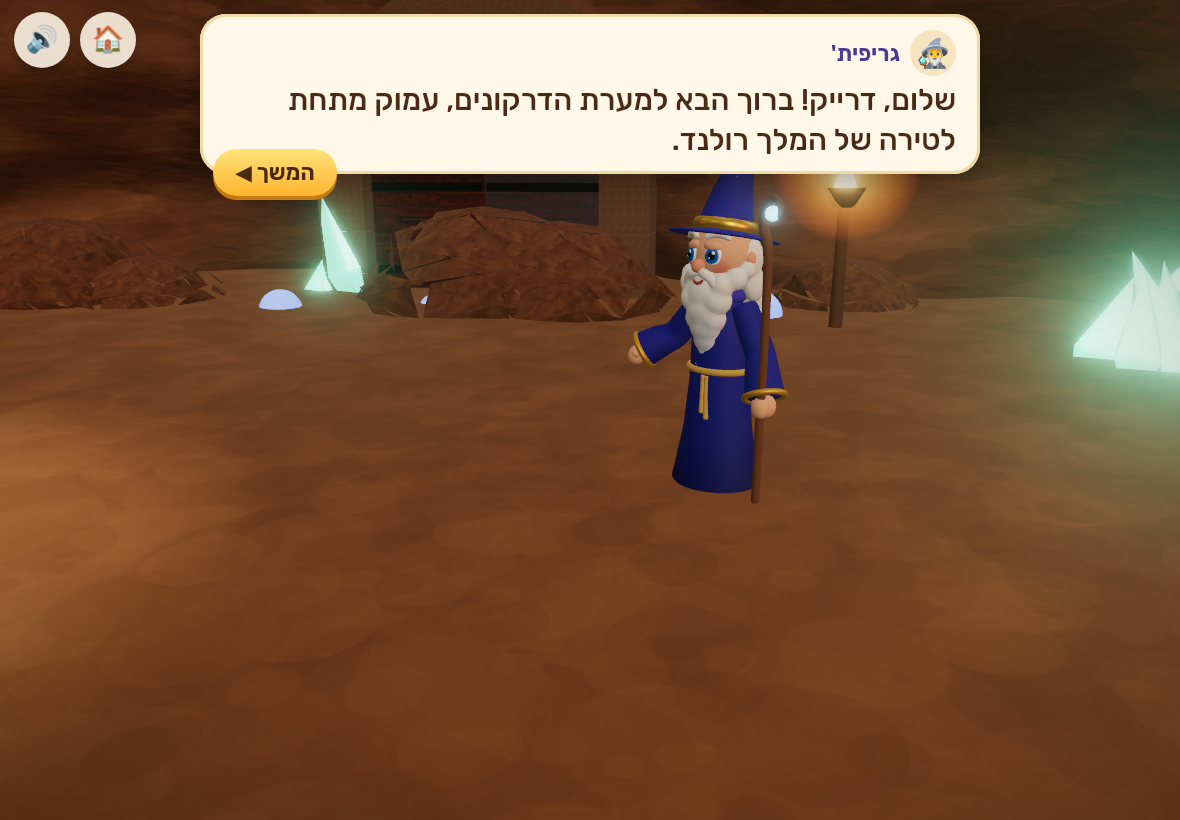 גריפית'
שלום, דרייק! ברוך הבא למערת הדרקונים, עמוק מתחת
לטירה של המלך רולנד.
המשך ◀